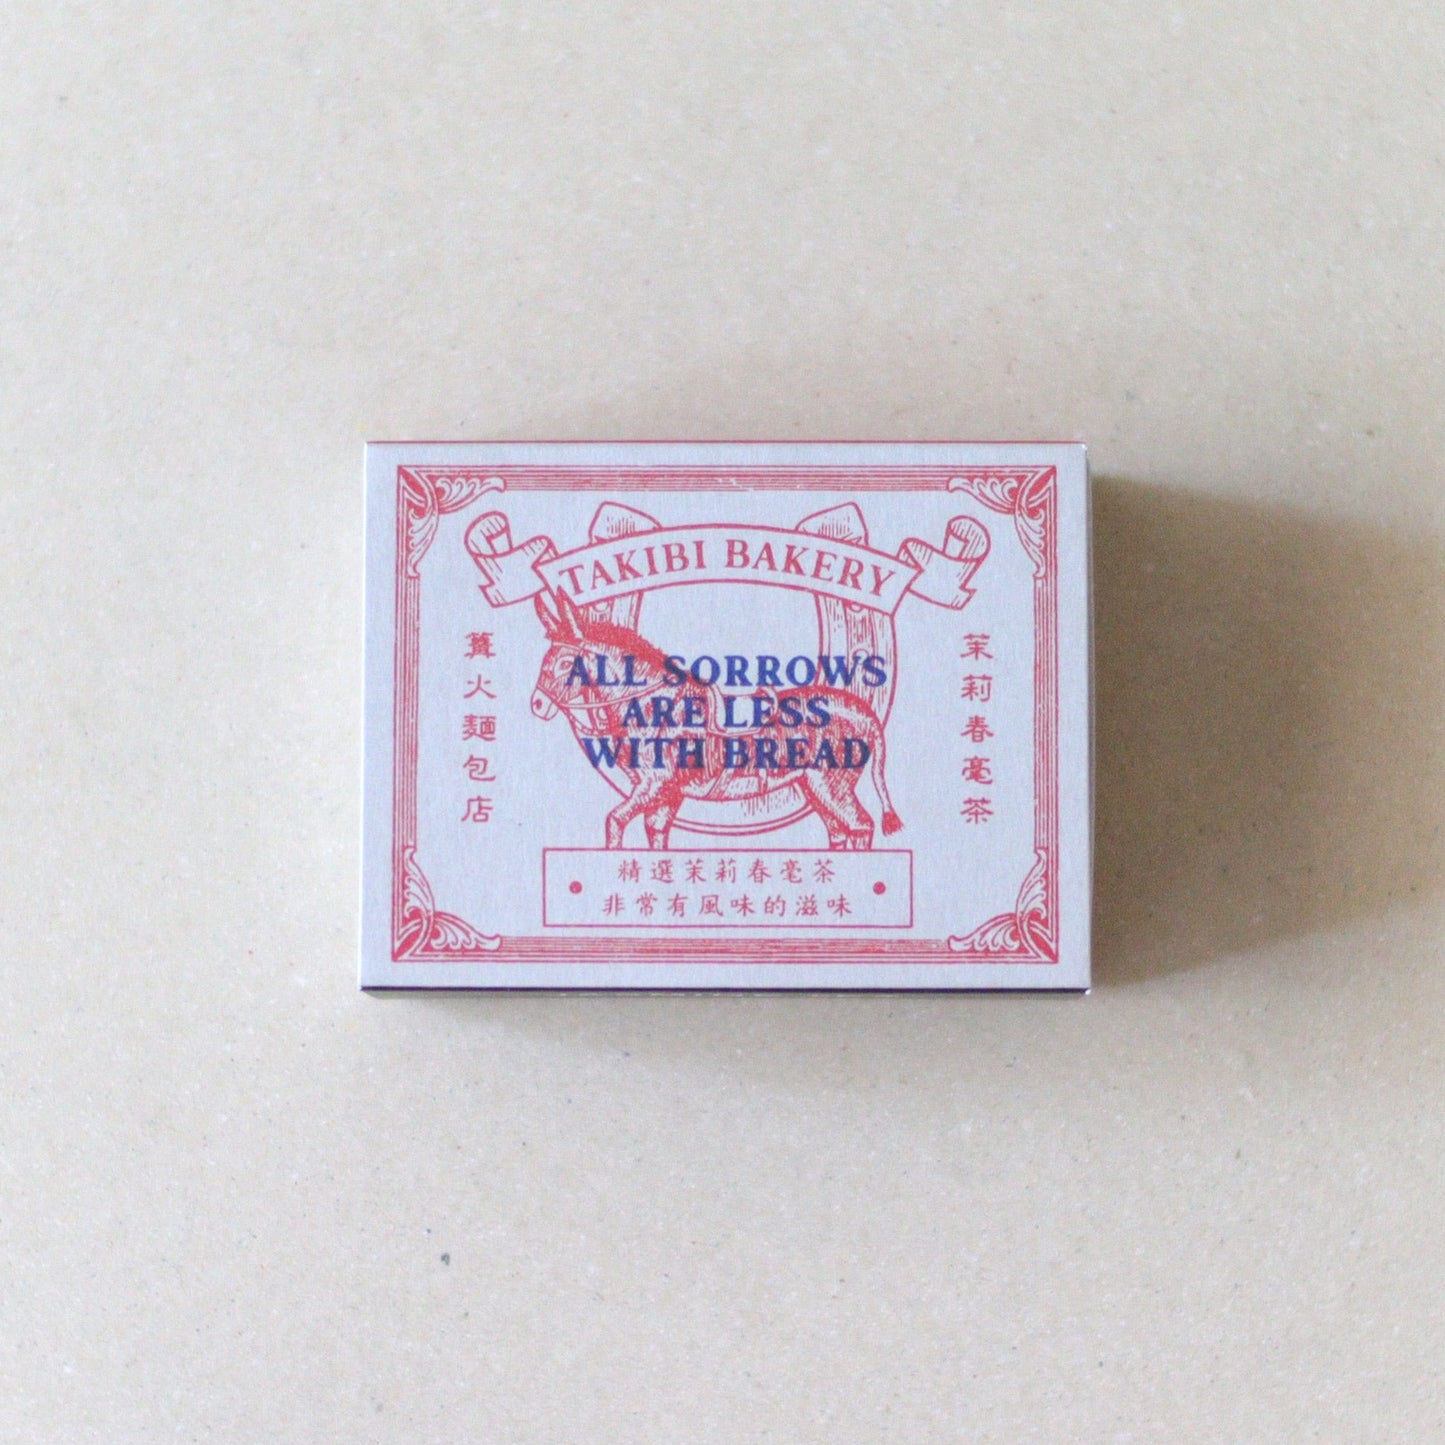 TAKIBI BAKERY
篝火麵包店
ALL SORROWS
ARE LESS
WITH BREAD
茉莉春毫茶
精選茉莉春毫茶
非常有風味的滋味